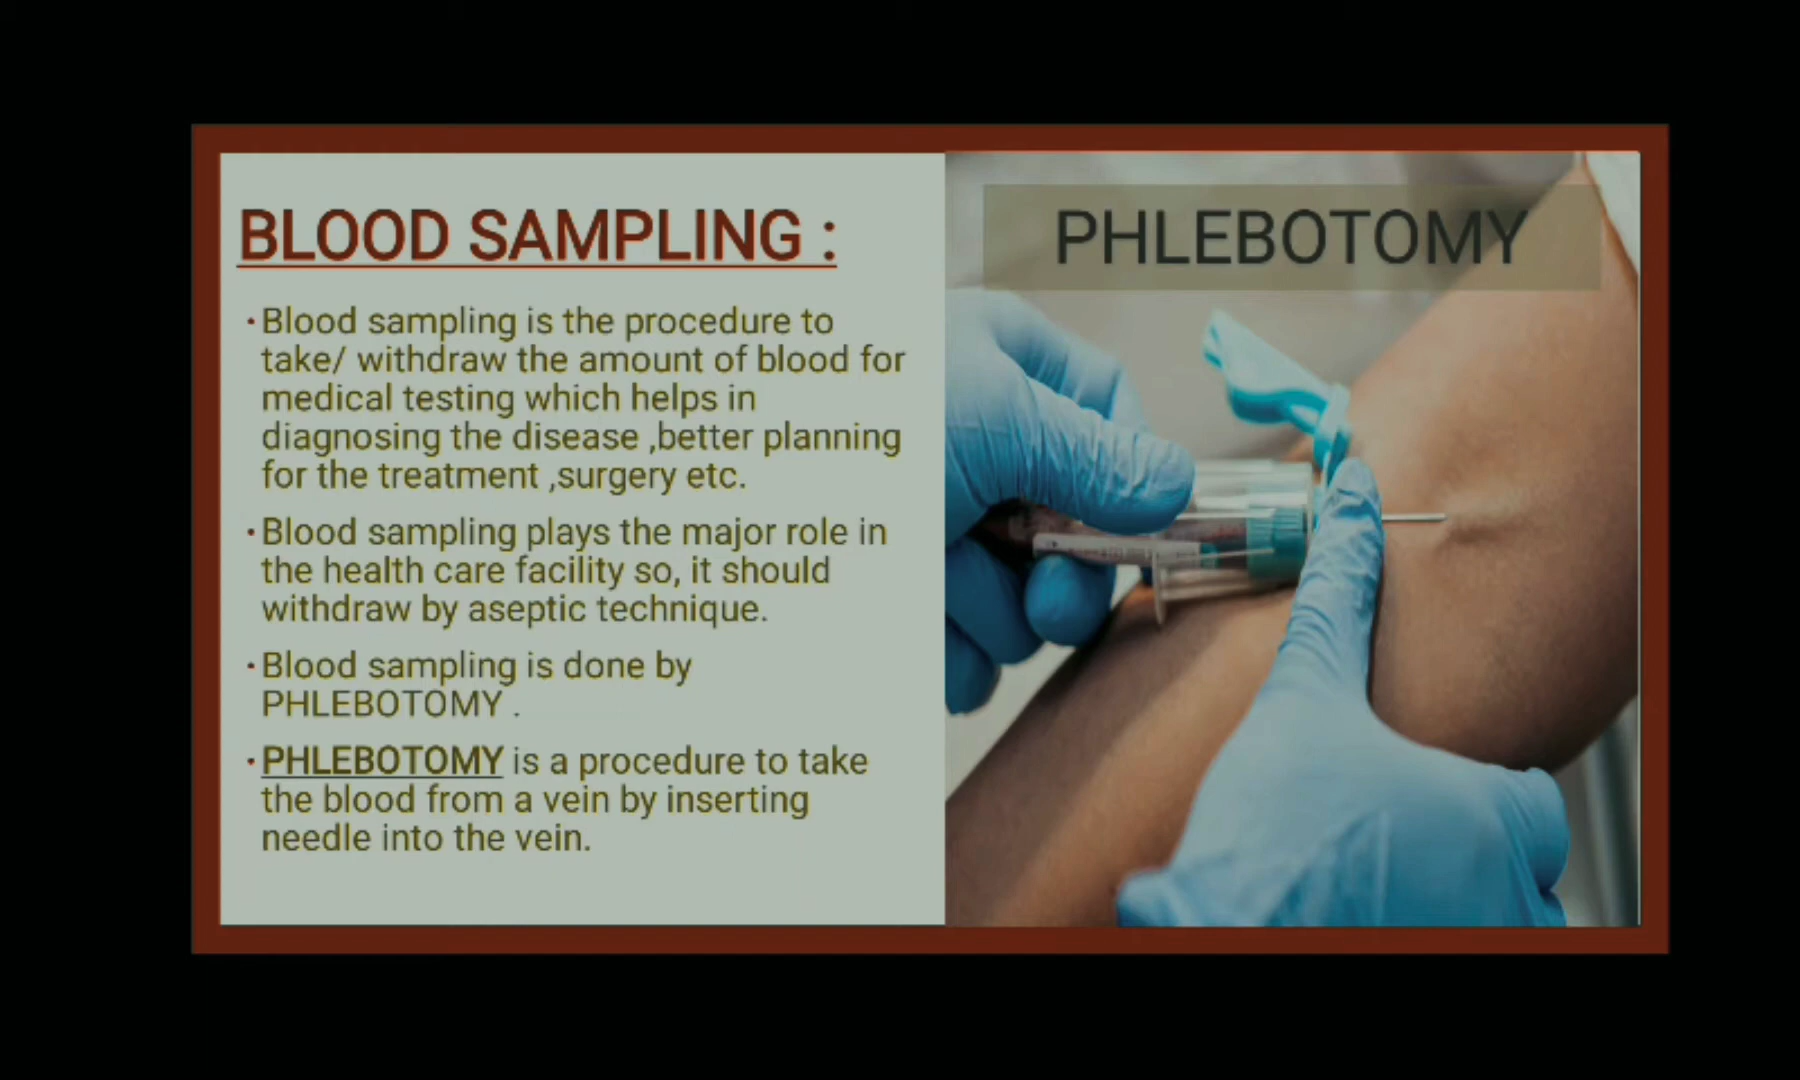 BLOOD SAMPLING :
·Blood sampling is the procedure to
take/ withdraw the amount of blood for
medical testing which helps in
diagnosing the disease ,better planning
for the treatment ,surgery etc.
·Blood sampling plays the major role in
the health care facility so, it should
withdraw by aseptic technique.
·Blood sampling is done by
PHLEBOTOMY .
·PHLEBOTOMY is a procedure to take
the blood from a vein by inserting
needle into the vein.
PHLEBOTOMY